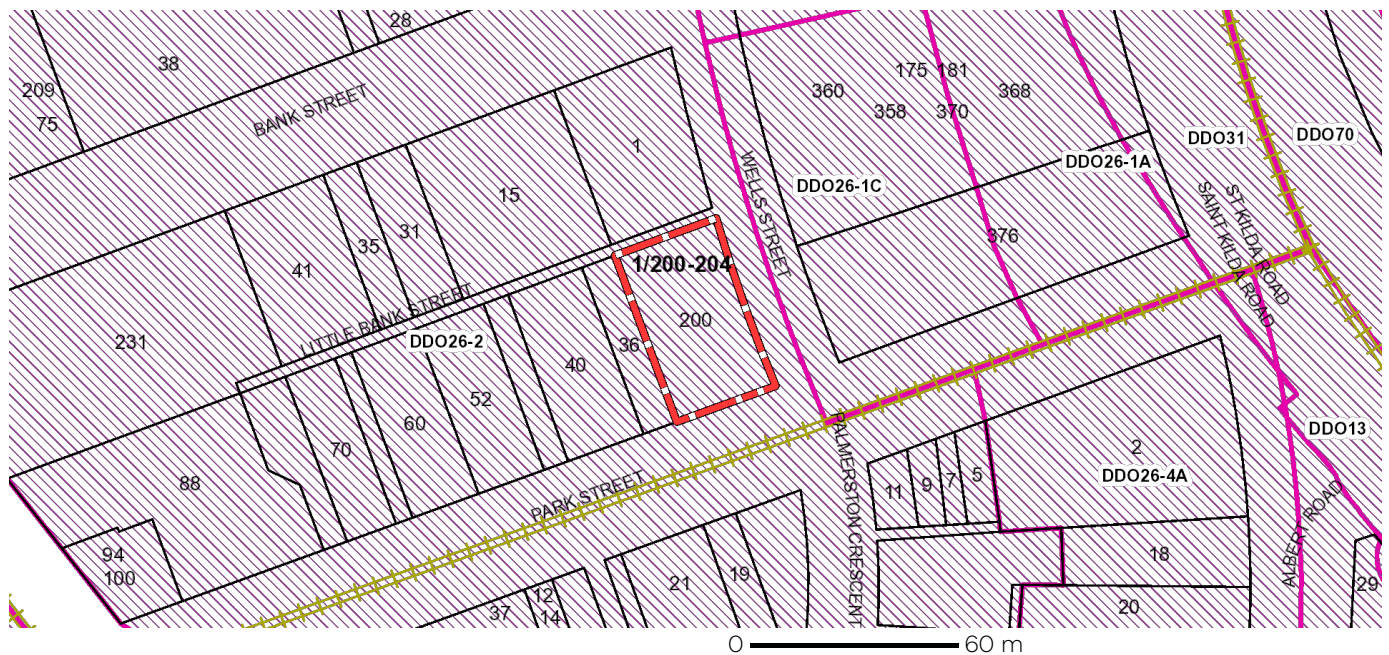 28
38
209
75
BANK STREET
175 181
360
358
370
368
DDO31
DDO70
1
DDO26-1A
WELLS STREET
DDO26-1C
15
31
35
41
376
ST KILDA ROAD
SAINT KILDA ROAD
1/200-204
200
LITTLE BANK STREET
231
DDO26-2
36
40
52
60
70
88
PARK STREET
PALMERSTON CRESCENT
DDO13
2
DDO26-4A
5
7
9
11
94
100
ALBERT ROAD
18
19
21
12
14
37
20
29
0 60 m